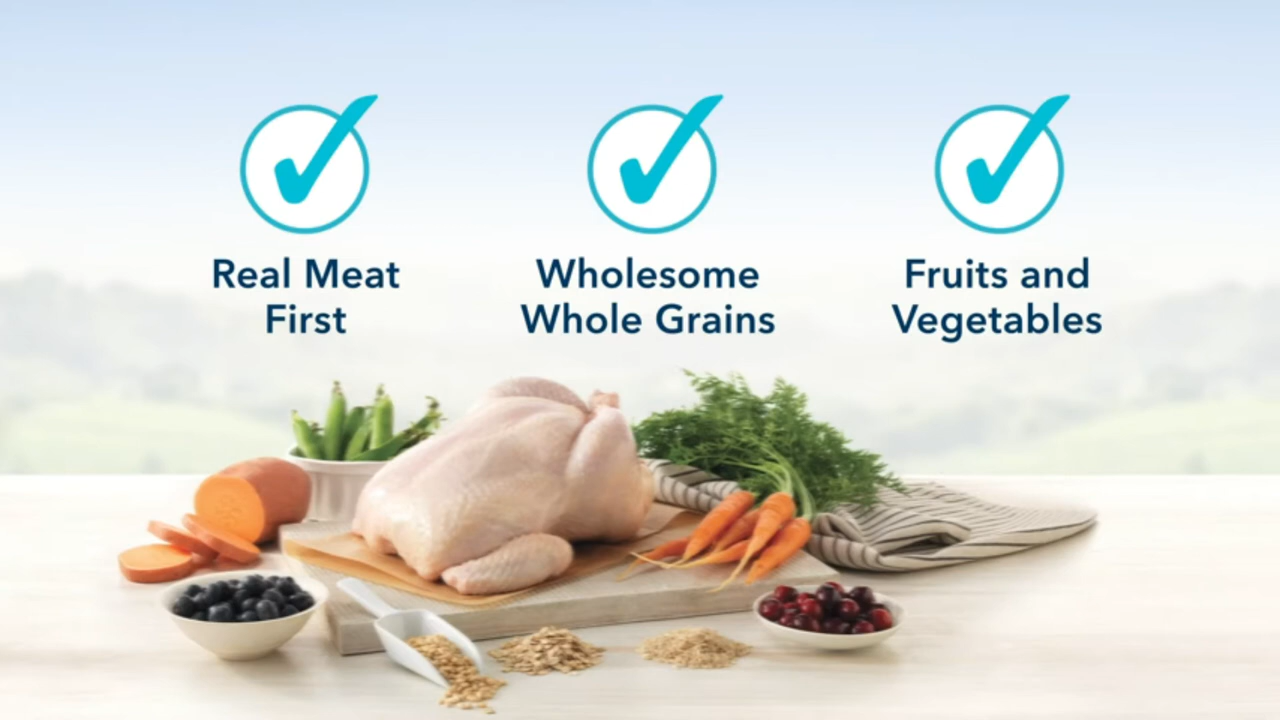 Real Meat
First
Wholesome
Whole Grains
Fruits and
Vegetables